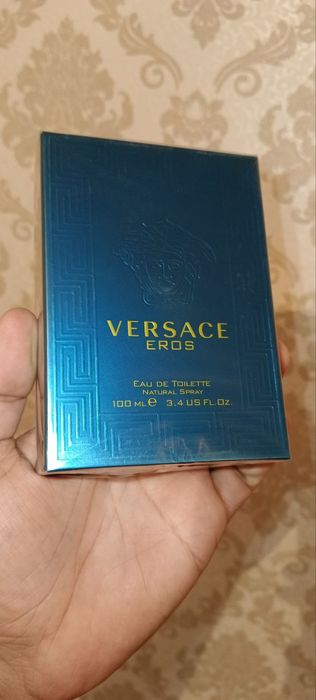 VERSACE
EROS
EAU DE TOILETTE
NATURAL SPRAY
100 ML e 3.4 US FL.OZ.